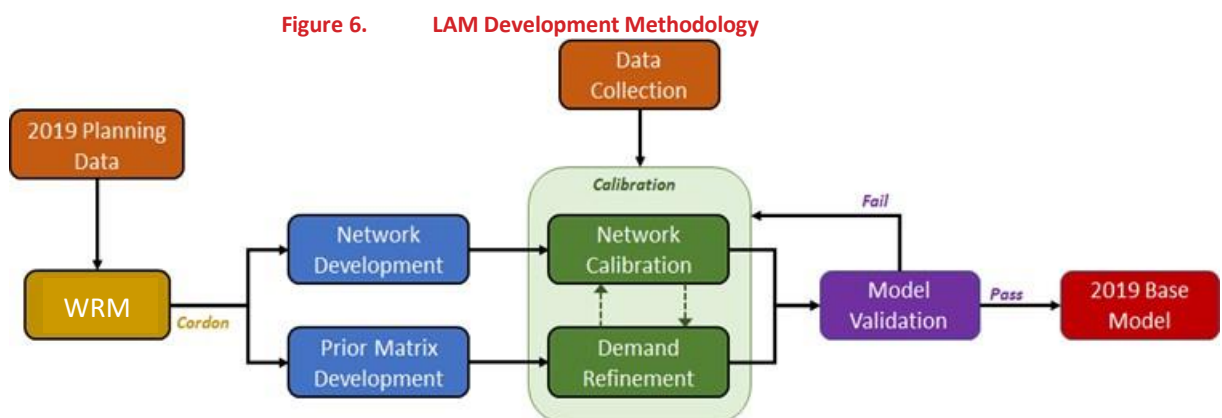 Figure 6. LAM Development Methodology
Data
Collection
2019 Planning
Data
Calibration
Fail
Network
Development
Network
Calibration
WRM
Cordon
Model
Validation
Pass
2019 Base
Model
Prior Matrix
Development
Demand
Refinement